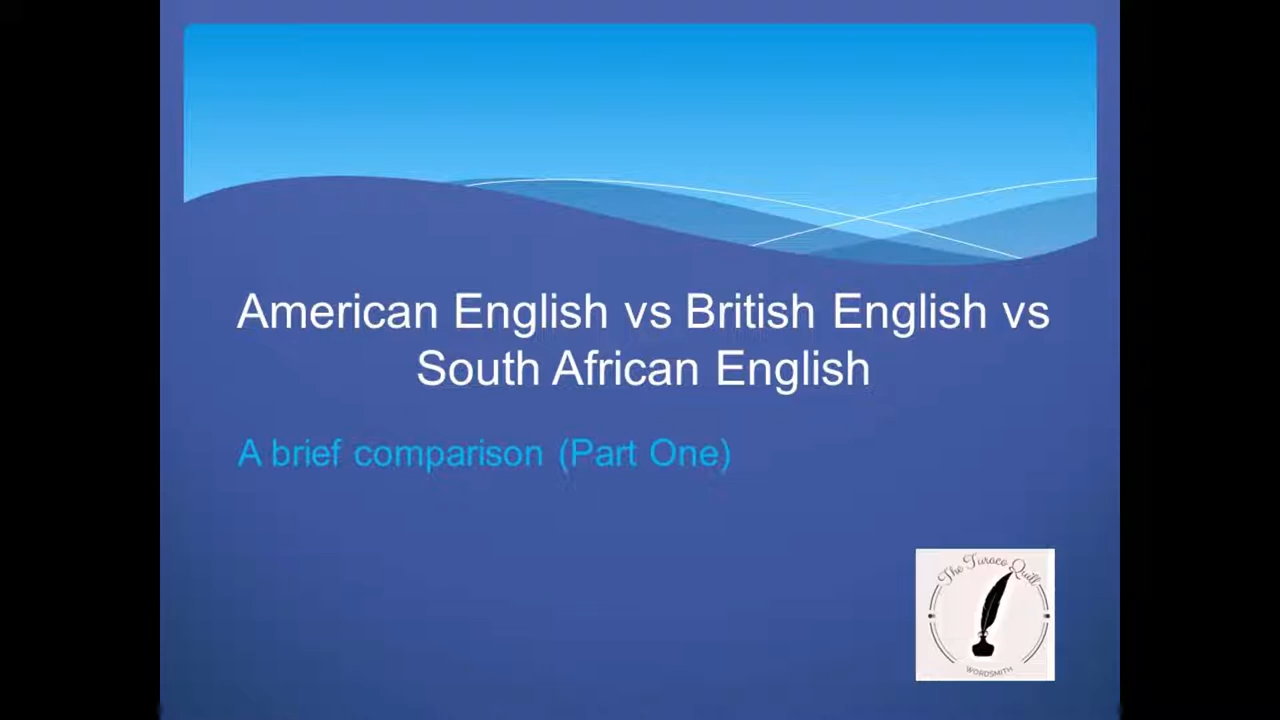 American English vs British English vs
South African English
A brief comparison (Part One)
The Turaco Quill
WORDSMITH